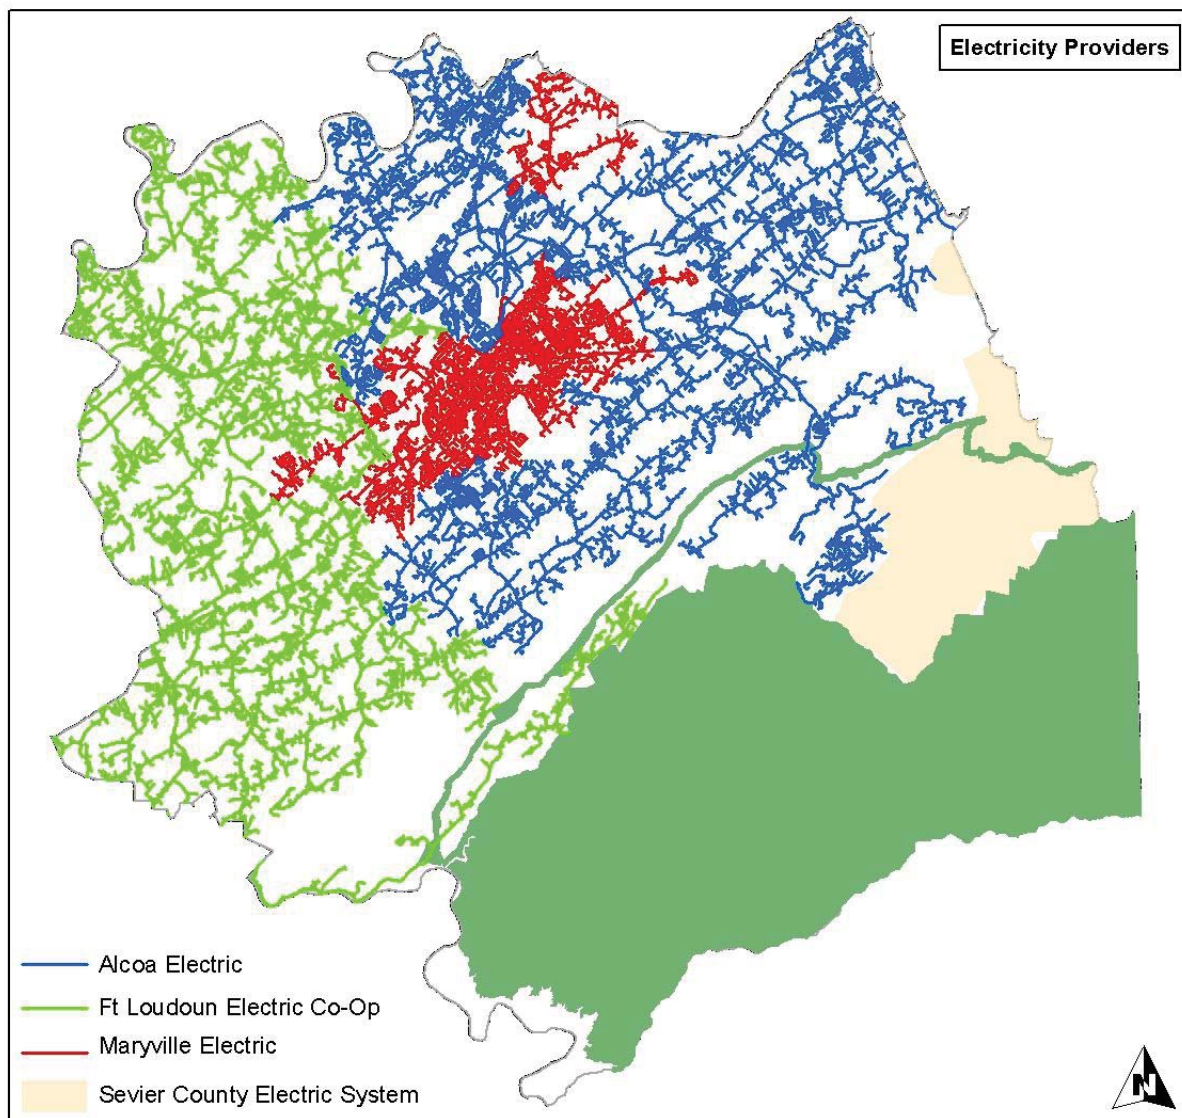 Electricity Providers
Alcoa Electric
Ft Loudoun Electric Co-Op
Maryville Electric
Sevier County Electric System
N